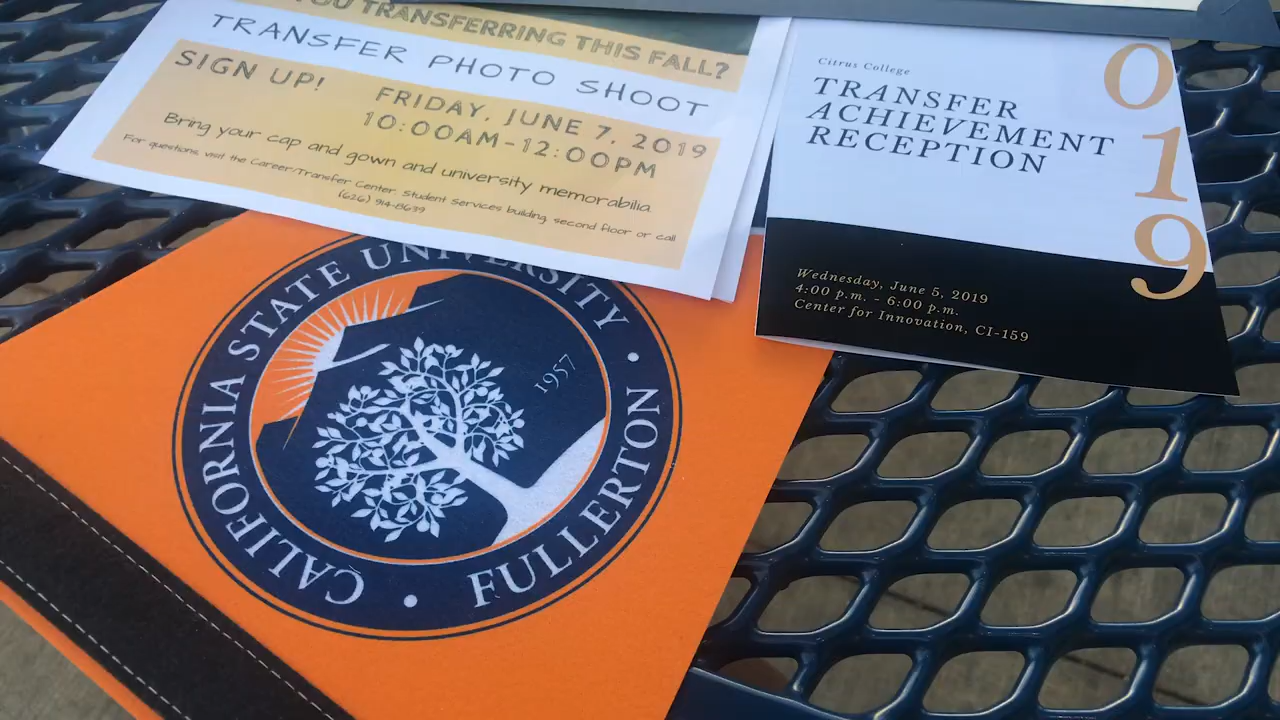 YOU TRANSFERRING THIS FALL?
TRANSFER PHOTO SHOOT
SIGN UP!
FRIDAY, JUNE 7, 2019
10:00AM-12:00PM
Bring your cap and gown and university memorabilia
For questions, visit the Career/Transfer Center, Student Services building, second floor or call
(626) 914-8639
Citrus College
TRANSFER
ACHIEVEMENT
RECEPTION
019
Wednesday, June 5, 2019
4:00 p.m. - 6:00 p.m.
Center for Innovation, CI-159
CALIFORNIA STATE UNIVERSITY
FULLERTON
1957